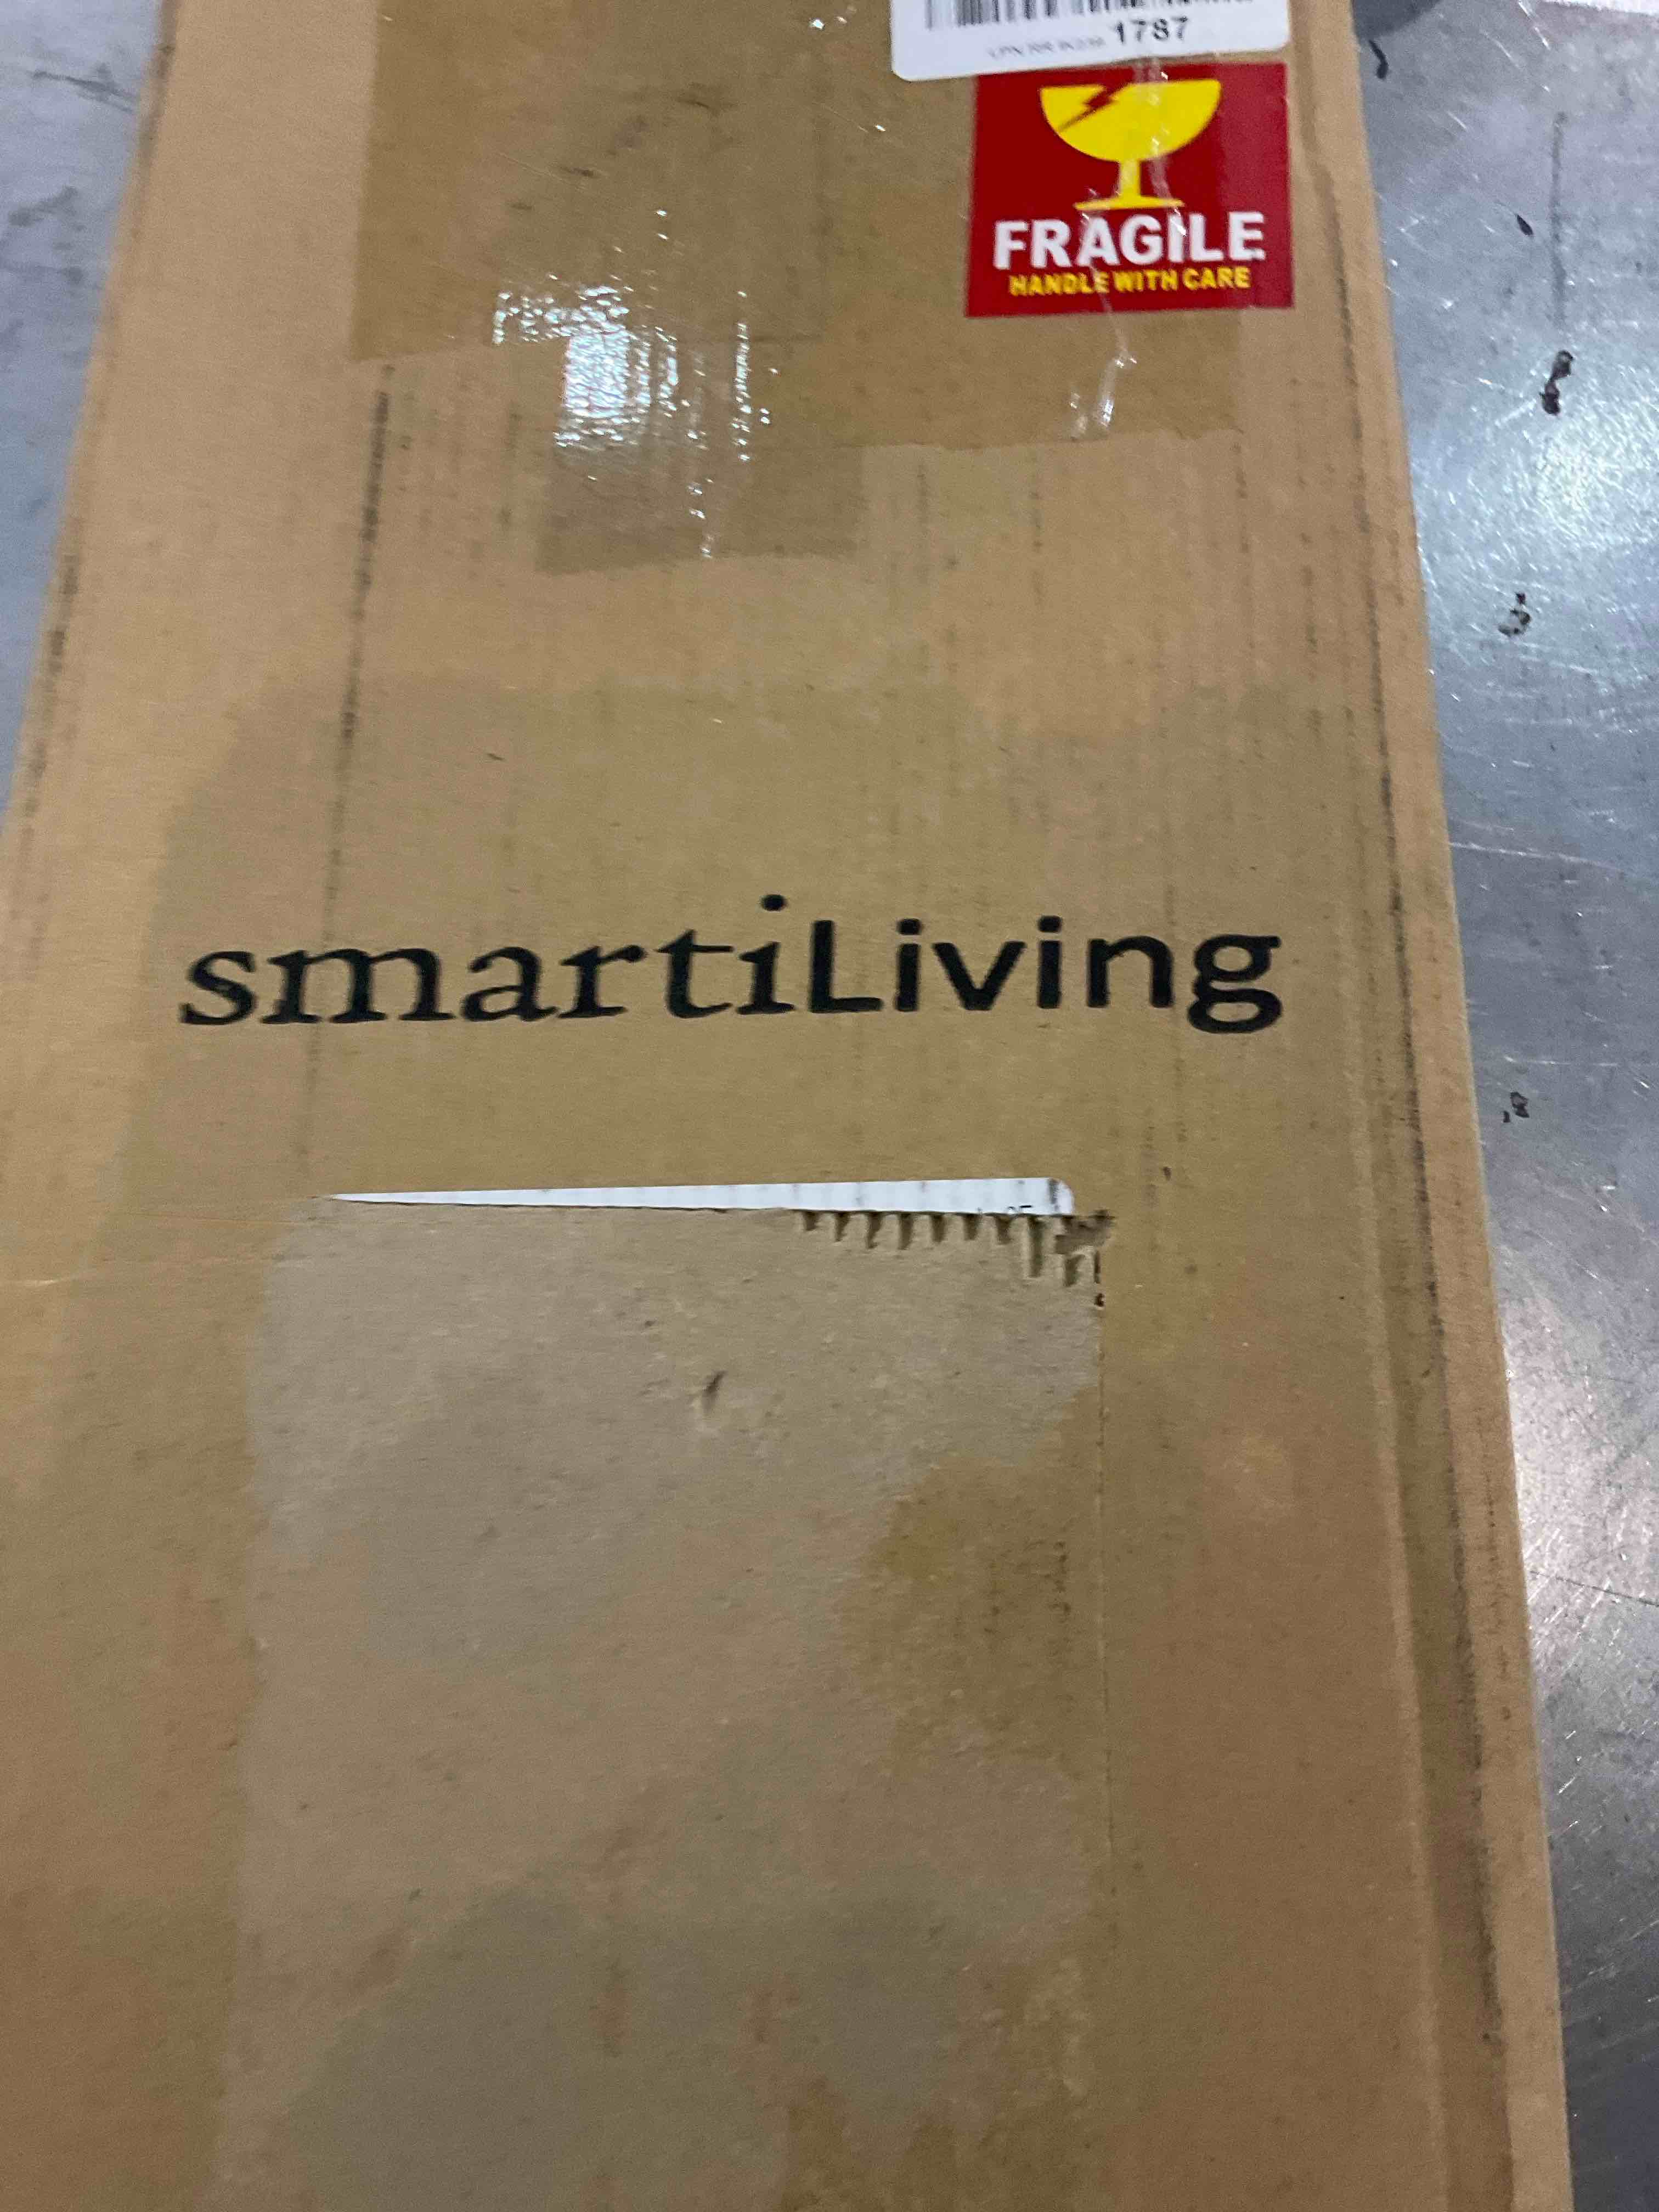 1787
FRAGILE
HANDLE WITH CARE
smartiLiving